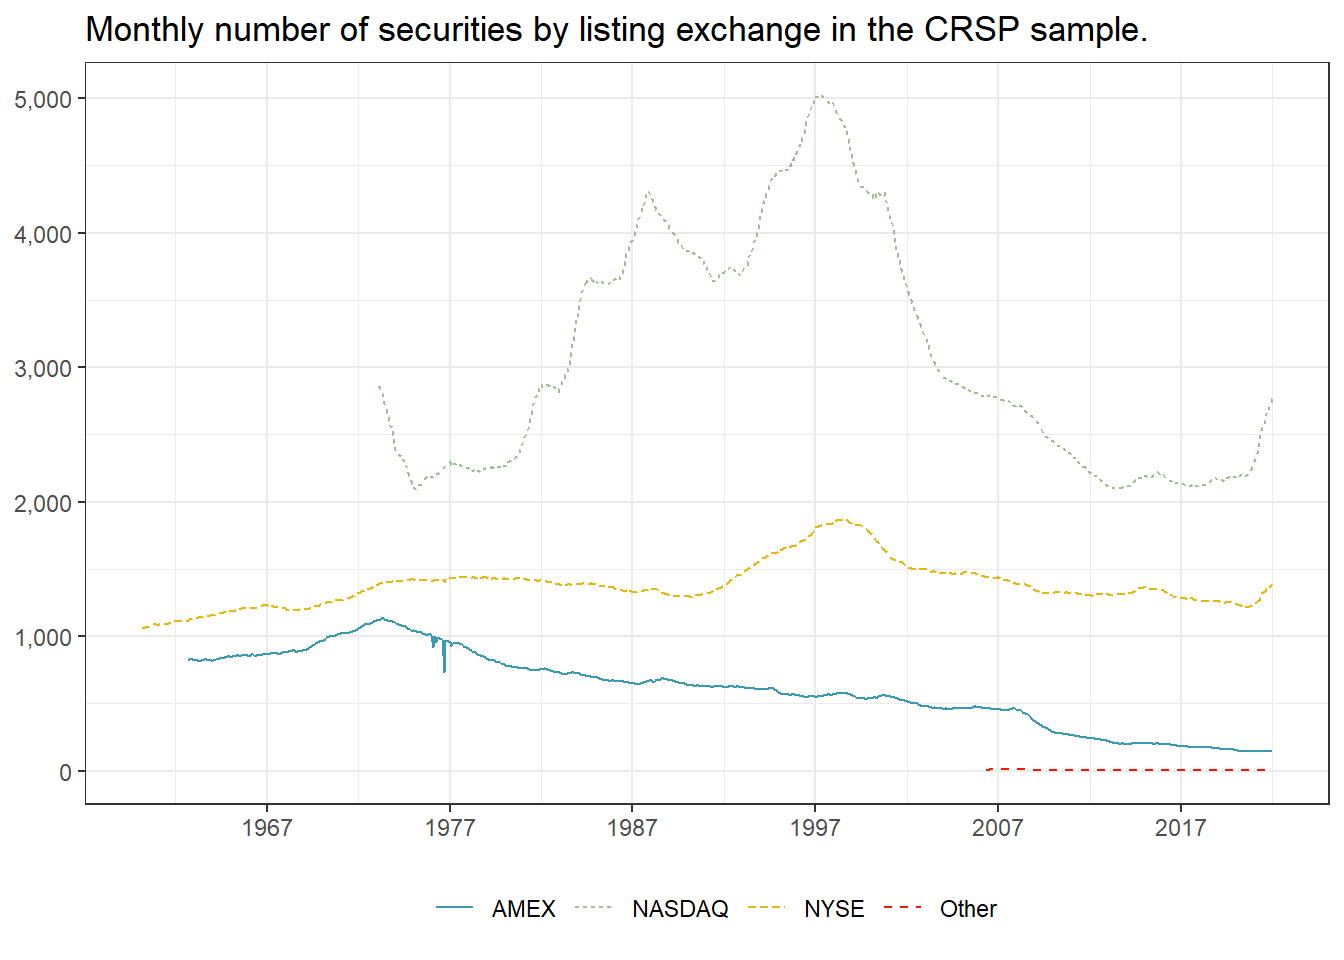 Monthly number of securities by listing exchange in the CRSP sample.
5,000
4,000
3,000
2,000
1,000
0
1967 1977 1987 1997 2007 2017
AMEX NASDAQ NYSE Other